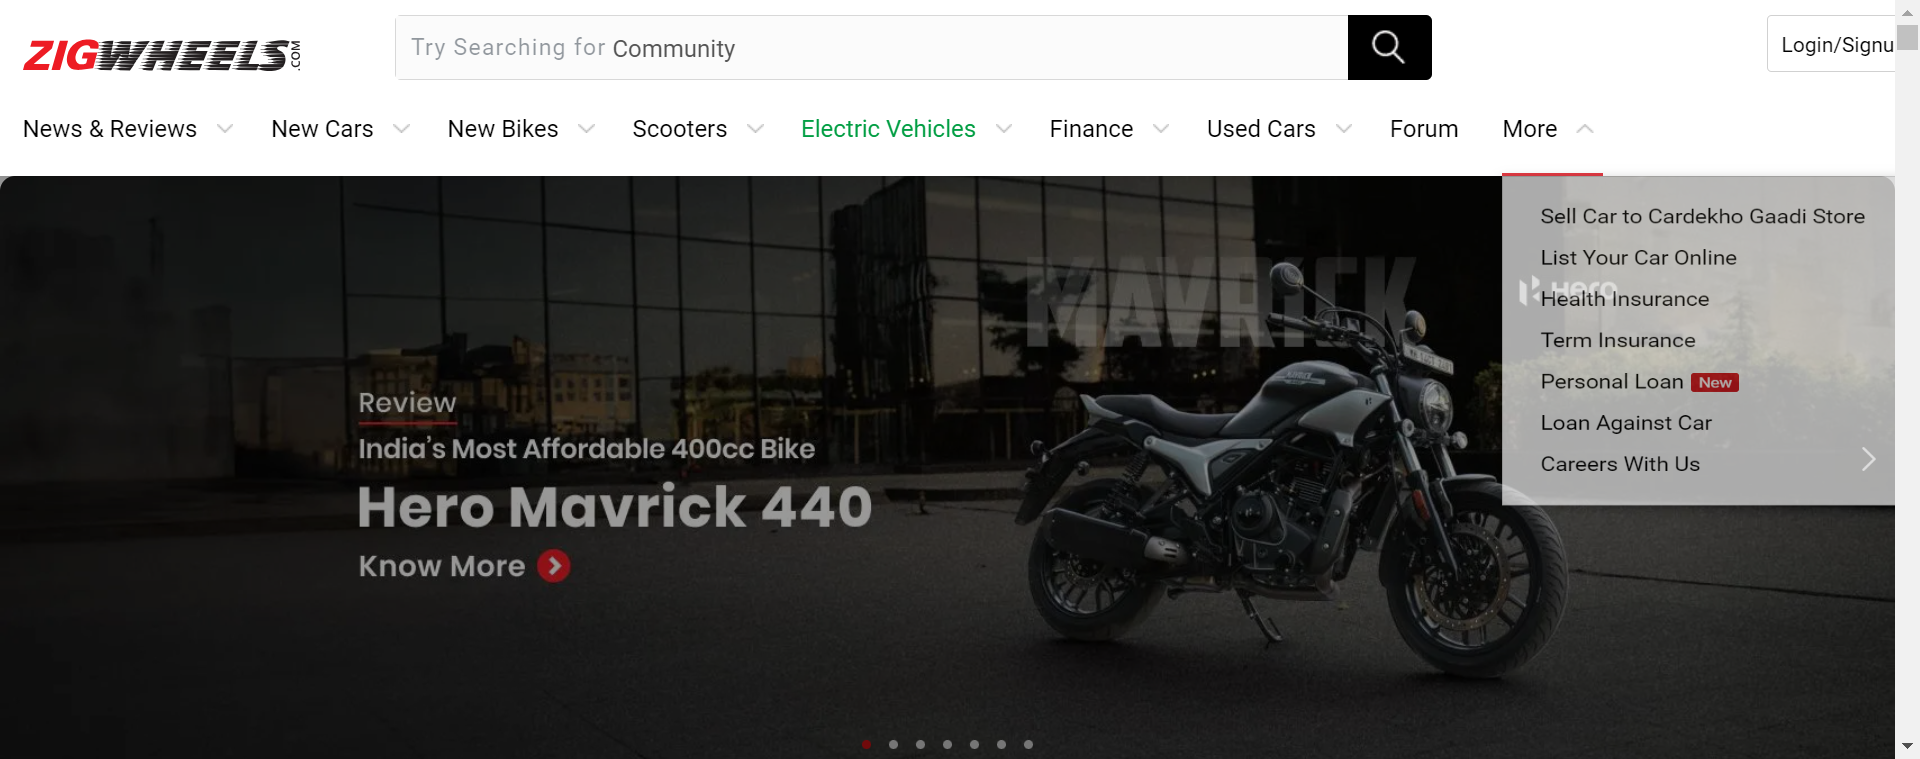 ZIGWHEELS.COM
Try Searching for Community
Login/Signu
News & Reviews
New Cars
New Bikes
Scooters
Electric Vehicles
Finance
Used Cars
Forum
More
Sell Car to Cardekho Gaadi Store
List Your Car Online
Hero
Health Insurance
Term Insurance
Personal Loan New
Loan Against Car
Careers With Us
MAVRICK
Review
India's Most Affordable 400cc Bike
Hero Mavrick 440
Know More